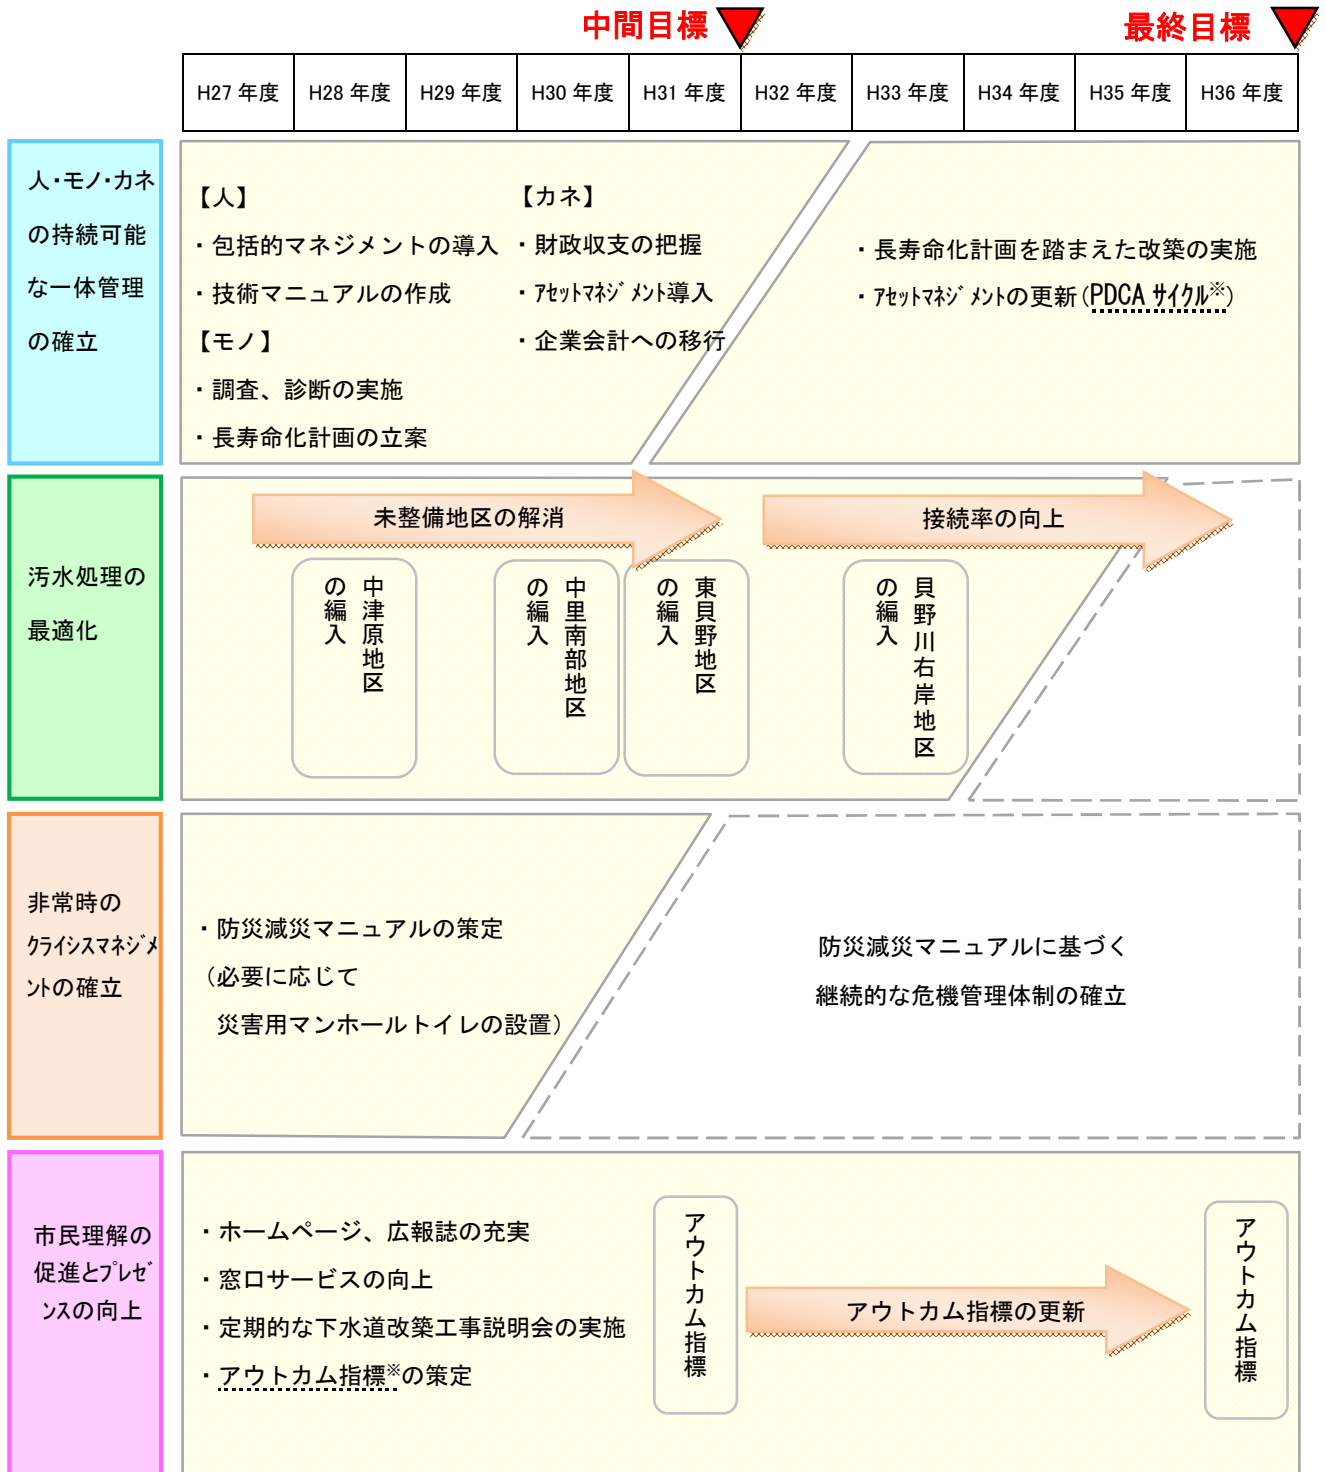 中間目標
最終目標
H27 年度 H28 年度 H29 年度 H30 年度 H31 年度 H32 年度 H33 年度 H34 年度 H35 年度 H36 年度
人・モノ・カネ
の持続可能
な一体管理
の確立
【人】
・包括的マネジメントの導入
・技術マニュアルの作成
【モノ】
・調査、診断の実施
・長寿命化計画の立案
【カネ】
・財政収支の把握
・ｱｾｯﾄﾏﾈｼﾞﾒﾝﾄ導入
・企業会計への移行
・長寿命化計画を踏まえた改築の実施
・ｱｾｯﾄﾏﾈｼﾞﾒﾝﾄの更新（PDCA ｻｲｸﾙ※）
汚水処理の
最適化
未整備地区の解消
接続率の向上
中津原地区
の編入
中里南部地区
の編入
東貝野地区
の編入
貝野川右岸地区
の編入
非常時の
ｸﾗｲｼｽﾏﾈｼﾞﾒ
ﾝﾄの確立
・防災減災マニュアルの策定
（必要に応じて
災害用マンホールトイレの設置）
防災減災マニュアルに基づく
継続的な危機管理体制の確立
市民理解の
促進とﾌﾟﾚｾﾞ
ﾝｽの向上
・ホームページ、広報誌の充実
・窓口サービスの向上
・定期的な下水道改築工事説明会の実施
・アウトカム指標※の策定
アウトカム指標
アウトカム指標の更新
アウトカム指標